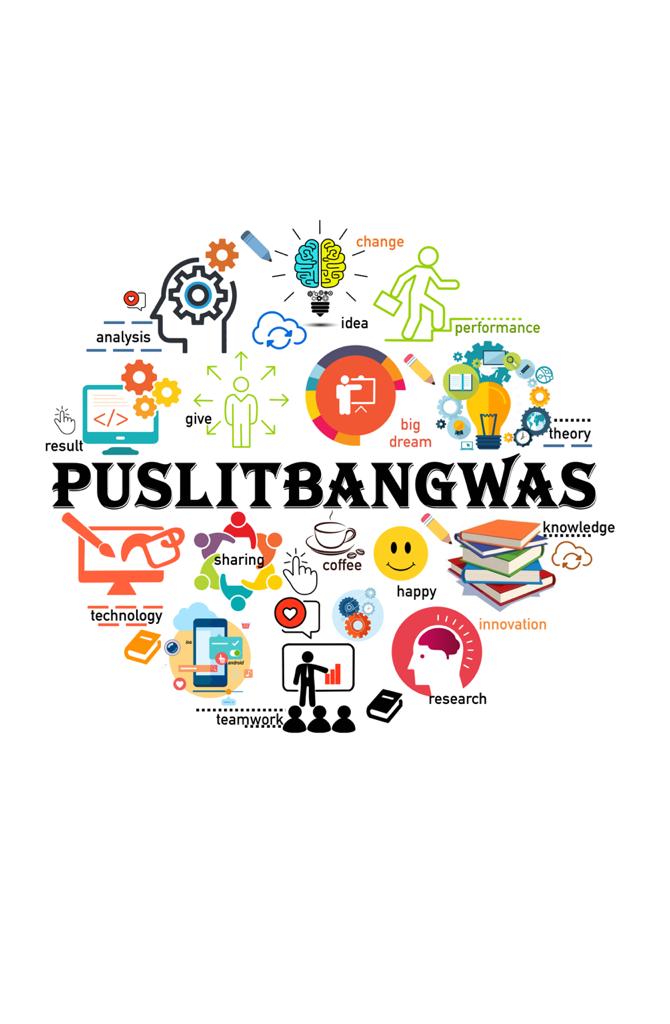 change
idea
analysis
performance
give
big
dream
result
theory
PUSLITBANGWAS
knowledge
sharing
coffee
happy
technology
innovation
research
teamwork